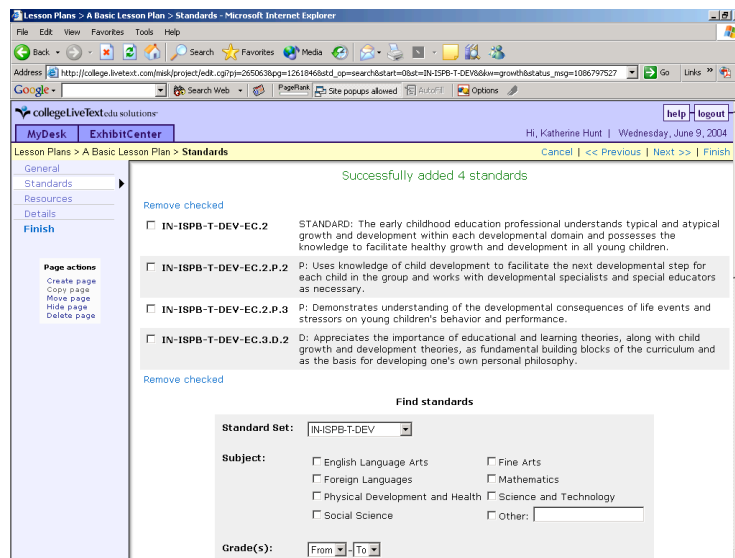 Lesson Plans > A Basic Lesson Plan > Standards - Microsoft Internet Explorer
File Edit View Favorites Tools Help
Back Search Favorites Media
Address http://college.livetext.com/misk/project/edit.cgi?pj=265063&pg=1261846&std_op=search&start=0&st=IN-ISPB-T-DEV&&kw=growth&status_msg=1086797527 Go Links »
Google Search Web PageRank Site popups allowed AutoFill Options
collegeLiveText edu solutions help logout
MyDesk ExhibitCenter Hi, Katherine Hunt | Wednesday, June 9, 2004
Lesson Plans > A Basic Lesson Plan > Standards Cancel | << Previous | Next >> | Finish
General
Standards
Resources
Details
Finish
Page actions
Create page
Copy page
Move page
Hide page
Delete page
Successfully added 4 standards
Remove checked
IN-ISPB-T-DEV-EC.2 STANDARD: The early childhood education professional understands typical and atypical
growth and development within each developmental domain and possesses the
knowledge to facilitate healthy growth and development in all young children.
IN-ISPB-T-DEV-EC.2.P.2 P: Uses knowledge of child development to facilitate the next developmental step for
each child in the group and works with developmental specialists and special educators
as necessary.
IN-ISPB-T-DEV-EC.2.P.3 P: Demonstrates understanding of the developmental consequences of life events and
stressors on young children's behavior and performance.
IN-ISPB-T-DEV-EC.3.D.2 D: Appreciates the importance of educational and learning theories, along with child
growth and development theories, as fundamental building blocks of the curriculum and
as the basis for developing one's own personal philosophy.
Remove checked
Find standards
Standard Set: IN-ISPB-T-DEV
Subject: English Language Arts Fine Arts
Foreign Languages Mathematics
Physical Development and Health Science and Technology
Social Science Other:
Grade(s): From - To